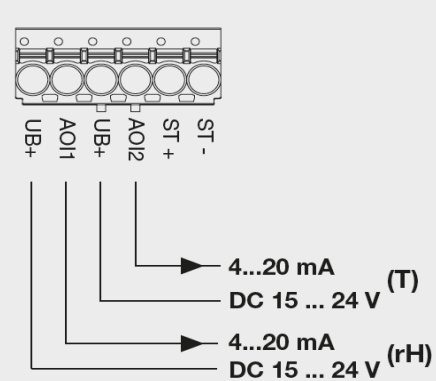 UB+ AOI1 UB+ AOI2 ST + ST -
4...20 mA
(T)
DC 15 ... 24 V
4...20 mA
(rH)
DC 15 ... 24 V